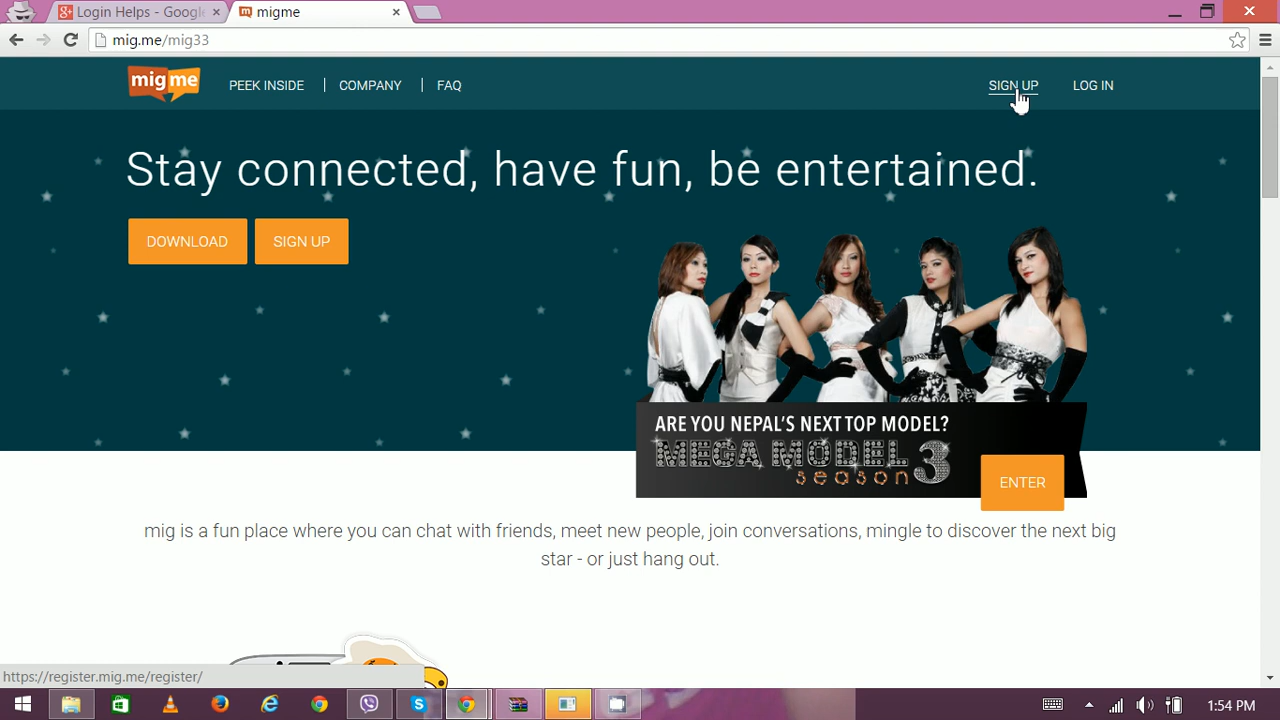 Login Helps - Google
migme
mig.me/mig33
migme
PEEK INSIDE
COMPANY
FAQ
SIGN UP
LOG IN
Stay connected, have fun, be entertained.
DOWNLOAD
SIGN UP
ARE YOU NEPAL'S NEXT TOP MODEL?
MEGA MODEL 3
season
ENTER
mig is a fun place where you can chat with friends, meet new people, join conversations, mingle to discover the next big
star - or just hang out.
https://register.mig.me/register/
1:54 PM